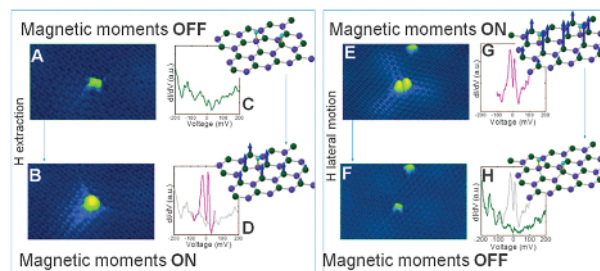 Magnetic moments OFF
A
dI/dV (a.u.)
C
-200 -100 0 100 200
Voltage (mV)
H extraction
B
dI/dV (a.u.)
D
-200 -100 0 100 200
Voltage (mV)
Magnetic moments ON
Magnetic moments ON
E
dI/dV (a.u.)
G
-200 -100 0 100 200
Voltage (mV)
H lateral motion
F
dI/dV (a.u.)
H
-200 -100 0 100 200
Voltage (mV)
Magnetic moments OFF